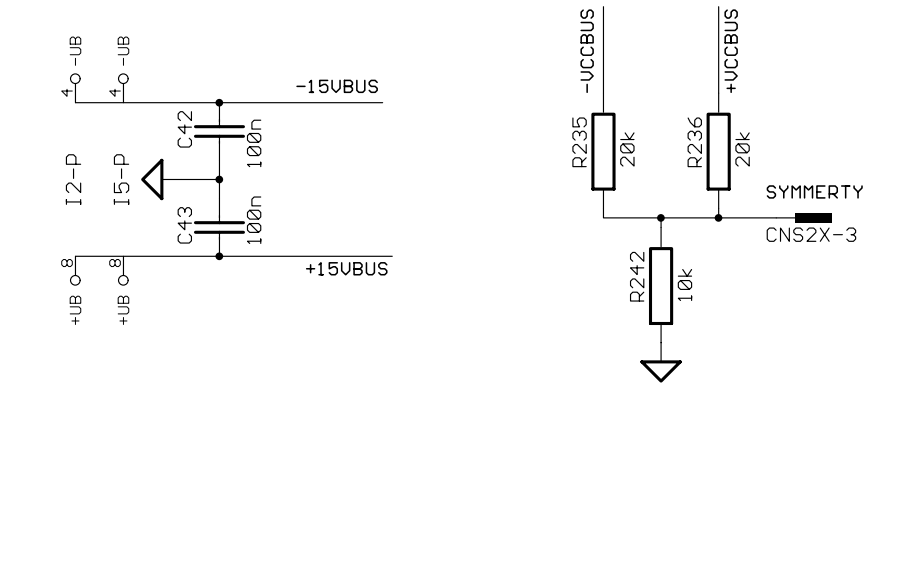 -UB
-UB
4
4
-15VBUS
C42
100n
I2-P
I5-P
C43
100n
+15VBUS
8
8
+UB
+UB
-VCCBUS
+VCCBUS
R235
20k
R236
20k
SYMMERTY
CNS2X-3
R242
10k